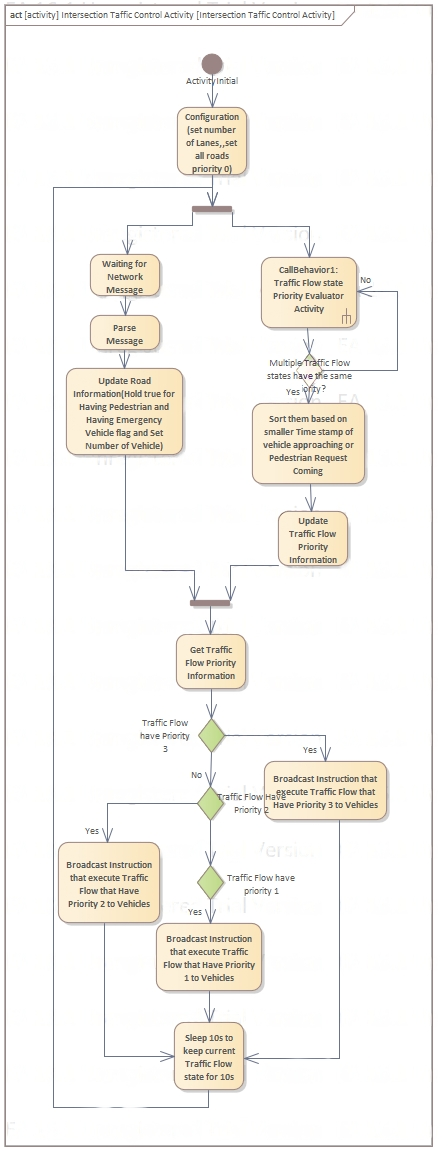 act [activity] Intersection Traffic Control Activity [Intersection Traffic Control Activity]
ActivityInitial
Configuration
(set number
of Lanes,,set
all roads
priority 0)
Waiting for
Network
Message
Parse
Message
Update Road
Information(Hold true for
Having Pedestrian and
Having Emergency
Vehicle flag and Set
Number of Vehicle)
CallBehavior1:
Traffic Flow state
Priority Evaluator
Activity
No
Multiple Traffic Flow
states have the same
Yes
Sort them based on
smaller Time stamp of
vehicle approaching or
Pedestrian Request
Coming
Update
Traffic Flow
Priority
Information
Get Traffic
Flow Priority
Information
Traffic Flow
have Priority
3
Yes
No
Broadcast Instruction that
execute Traffic Flow that
Have Priority 3 to Vehicles
Traffic Flow Have
Priority 2
Yes
Broadcast Instruction
that execute Traffic
Flow that Have
Priority 2 to Vehicles
Traffic Flow have
priority 1
Yes
Broadcast Instruction
that execute Traffic
Flow that Have Priority
1 to Vehicles
Sleep 10s to
keep current
Traffic Flow
state for 10s